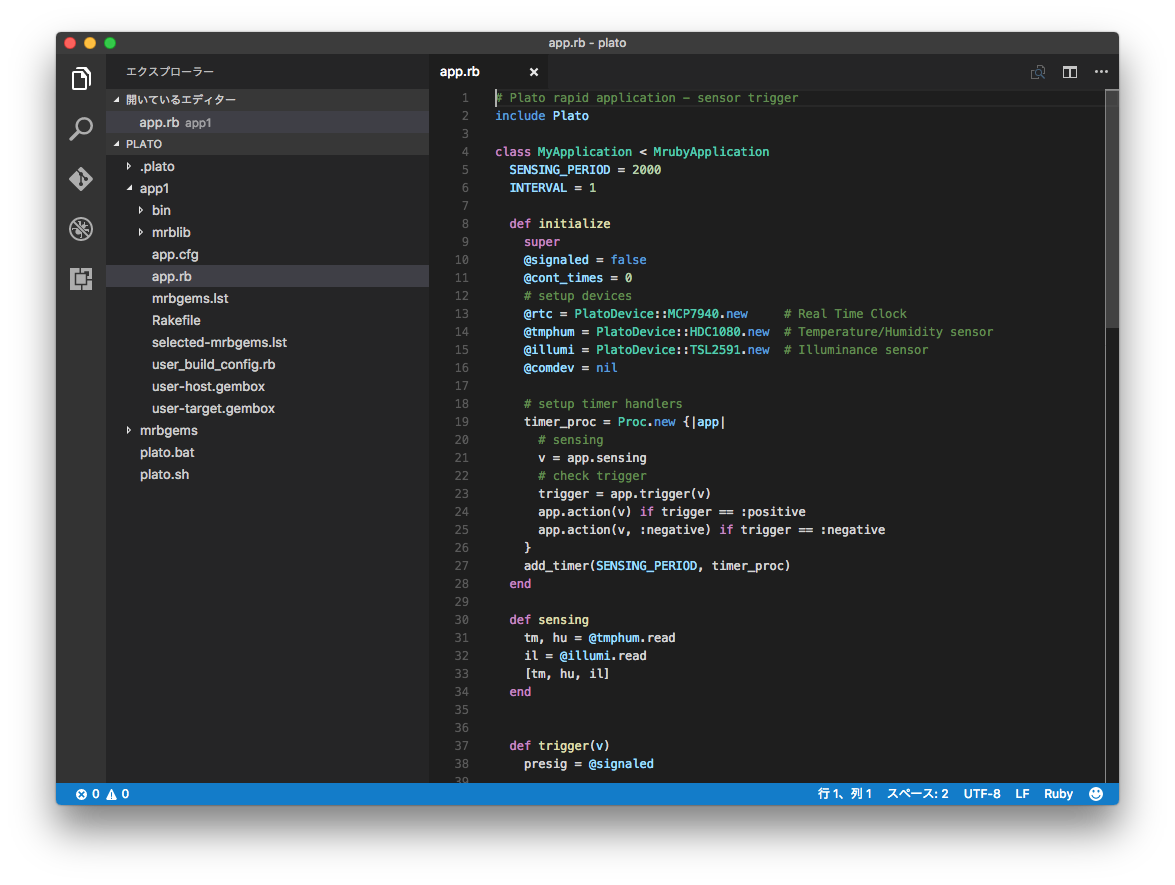 app.rb - plato
エクスプローラー
開いているエディター
app.rb app1
PLATO
.plato
app1
bin
mrblib
app.cfg
app.rb
mrbgems.lst
Rakefile
selected-mrbgems.lst
user_build_config.rb
user-host.gembox
user-target.gembox
mrbgems
plato.bat
plato.sh
app.rb
1 # Plato rapid application - sensor trigger
2 include Plato
3
4 class MyApplication < MrubyApplication
5 SENSING_PERIOD = 2000
6 INTERVAL = 1
7
8 def initialize
9 super
10 @signaled = false
11 @cont_times = 0
12 # setup devices
13 @rtc = PlatoDevice::MCP7940.new # Real Time Clock
14 @tmphum = PlatoDevice::HDC1080.new # Temperature/Humidity sensor
15 @illumi = PlatoDevice::TSL2591.new # Illuminance sensor
16 @comdev = nil
17
18 # setup timer handlers
19 timer_proc = Proc.new {|app|
20 # sensing
21 v = app.sensing
22 # check trigger
23 trigger = app.trigger(v)
24 app.action(v) if trigger == :positive
25 app.action(v, :negative) if trigger == :negative
26 }
27 add_timer(SENSING_PERIOD, timer_proc)
28 end
29
30 def sensing
31 tm, hu = @tmphum.read
32 il = @illumi.read
33 [tm, hu, il]
34 end
35
36
37 def trigger(v)
38 presig = @signaled
39
0 0
行 1、列 1 スペース: 2 UTF-8 LF Ruby